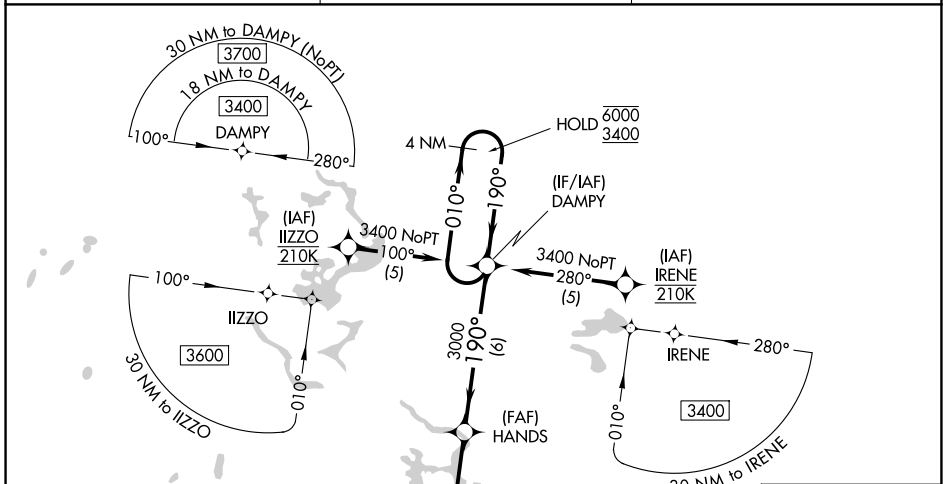 30 NM to DAMPY (NoPT)
3700
18 NM to DAMPY
3400
DAMPY
100°
280°
HOLD 6000
3400
4 NM
010°
190°
(IF/IAF)
DAMPY
(IAF)
IIZZO
210K
3400 NoPT
100°
(5)
3400 NoPT
280°
(5)
(IAF)
IRENE
210K
100°
IIZZO
3600
010°
30 NM to IIZZO
3000
190°
(6)
(FAF)
HANDS
IRENE
280°
010°
3400
30 NM to IRENE